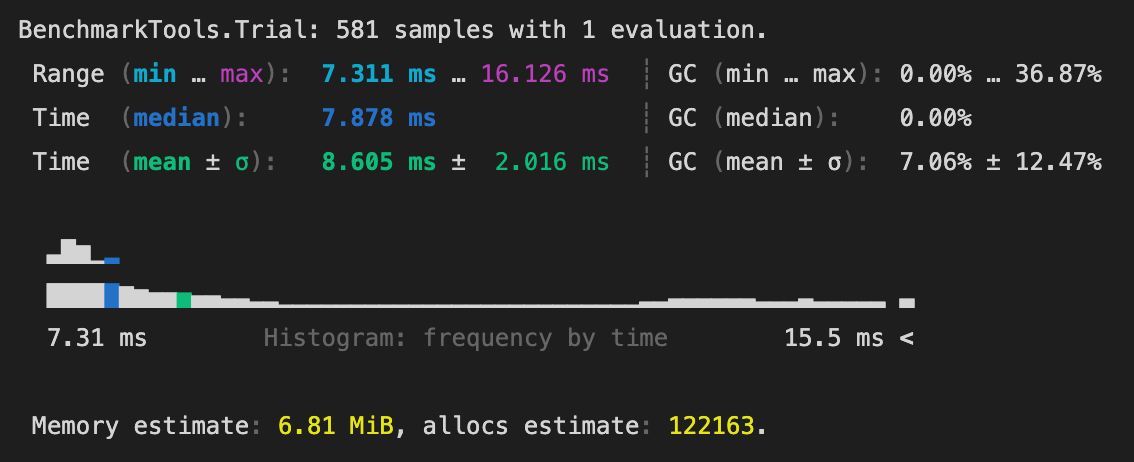 BenchmarkTools.Trial: 581 samples with 1 evaluation.
Range (min … max): 7.311 ms … 16.126 ms ┊ GC (min … max): 0.00% … 36.87%
Time (median): 7.878 ms ┊ GC (median): 0.00%
Time (mean ± σ): 8.605 ms ± 2.016 ms ┊ GC (mean ± σ): 7.06% ± 12.47%
7.31 ms Histogram: frequency by time 15.5 ms <
Memory estimate: 6.81 MiB, allocs estimate: 122163.